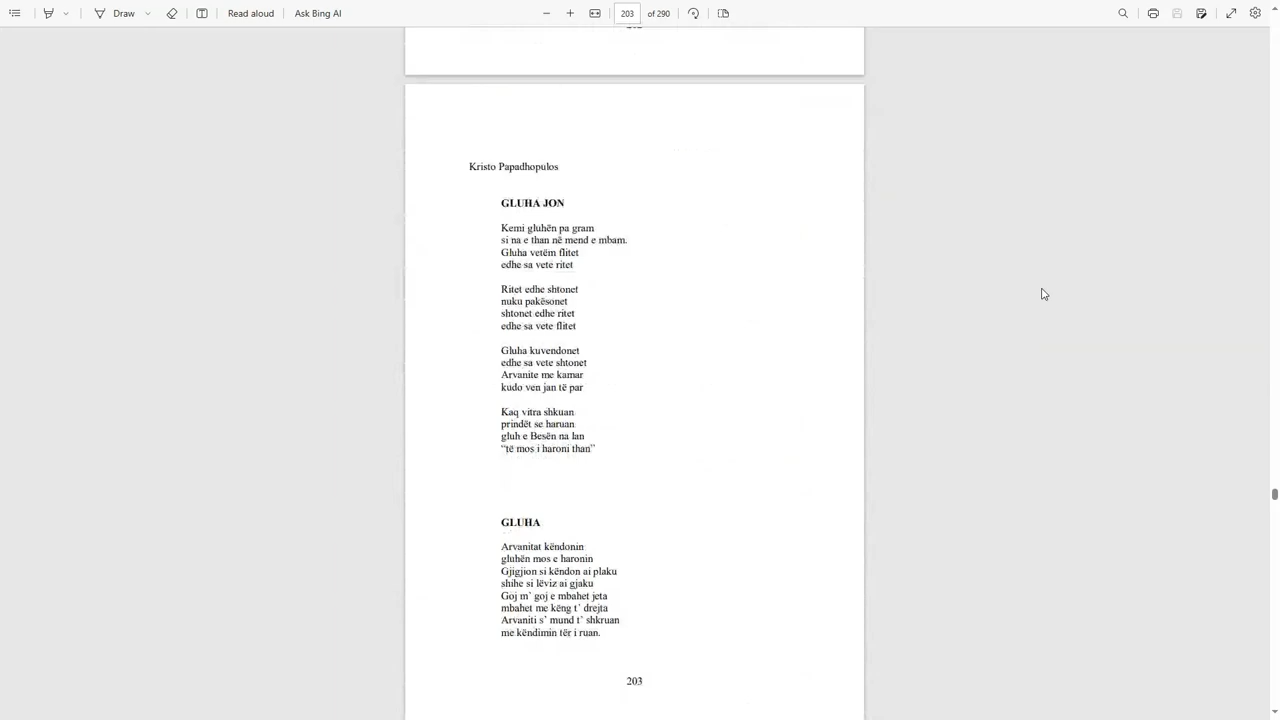 Draw
Read aloud
Ask Bing AI
203 of 290
Kristo Papadhopulos
GLUHA JON
Kemi gluhën pa gram
si na e than në mend e mbam.
Gluha vetëm flitet
edhe sa vete ritet
Ritet edhe shtonet
nuku pakësonet
shtonet edhe ritet
edhe sa vete flitet
Gluha kuvendonet
edhe sa vete shtonet
Arvanite me kamar
kudo ven jan të par
Kaq vitra shkuan
prindët se haruan
gluh e Besën na lan
“të mos i haroni than”
GLUHA
Arvanitat këndonin
gluhën mos e haronin
Gjigjion si këndon ai plaku
shihe si lëviz ai gjaku
Goj m’ goj e mbahet jeta
mbahet me këng t’ drejta
Arvaniti s’ mund t’ shkruan
me këndimin tër i ruan.
203